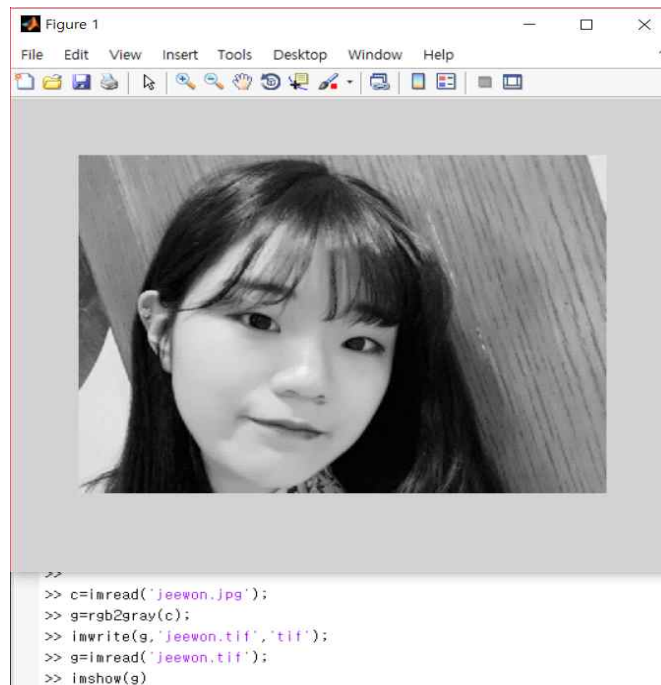 Figure 1
File Edit View Insert Tools Desktop Window Help
>>
>> c=imread('jeewon.jpg');
>> g=rgb2gray(c);
>> imwrite(g,'jeewon.tif','tif');
>> g=imread('jeewon.tif');
>> imshow(g)